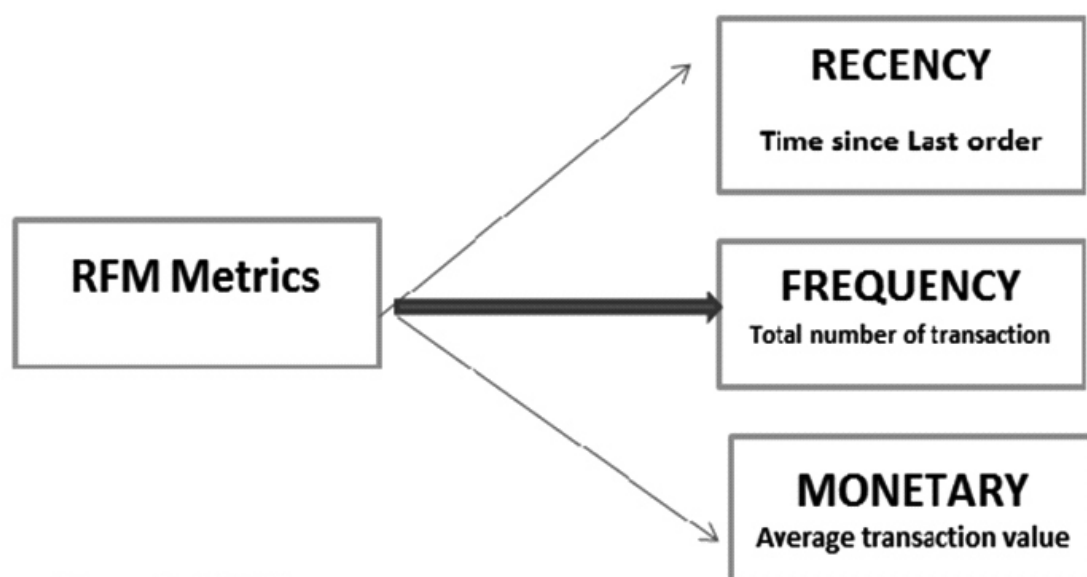 RECENCY
Time since Last order
RFM Metrics
FREQUENCY
Total number of transaction
MONETARY
Average transaction value